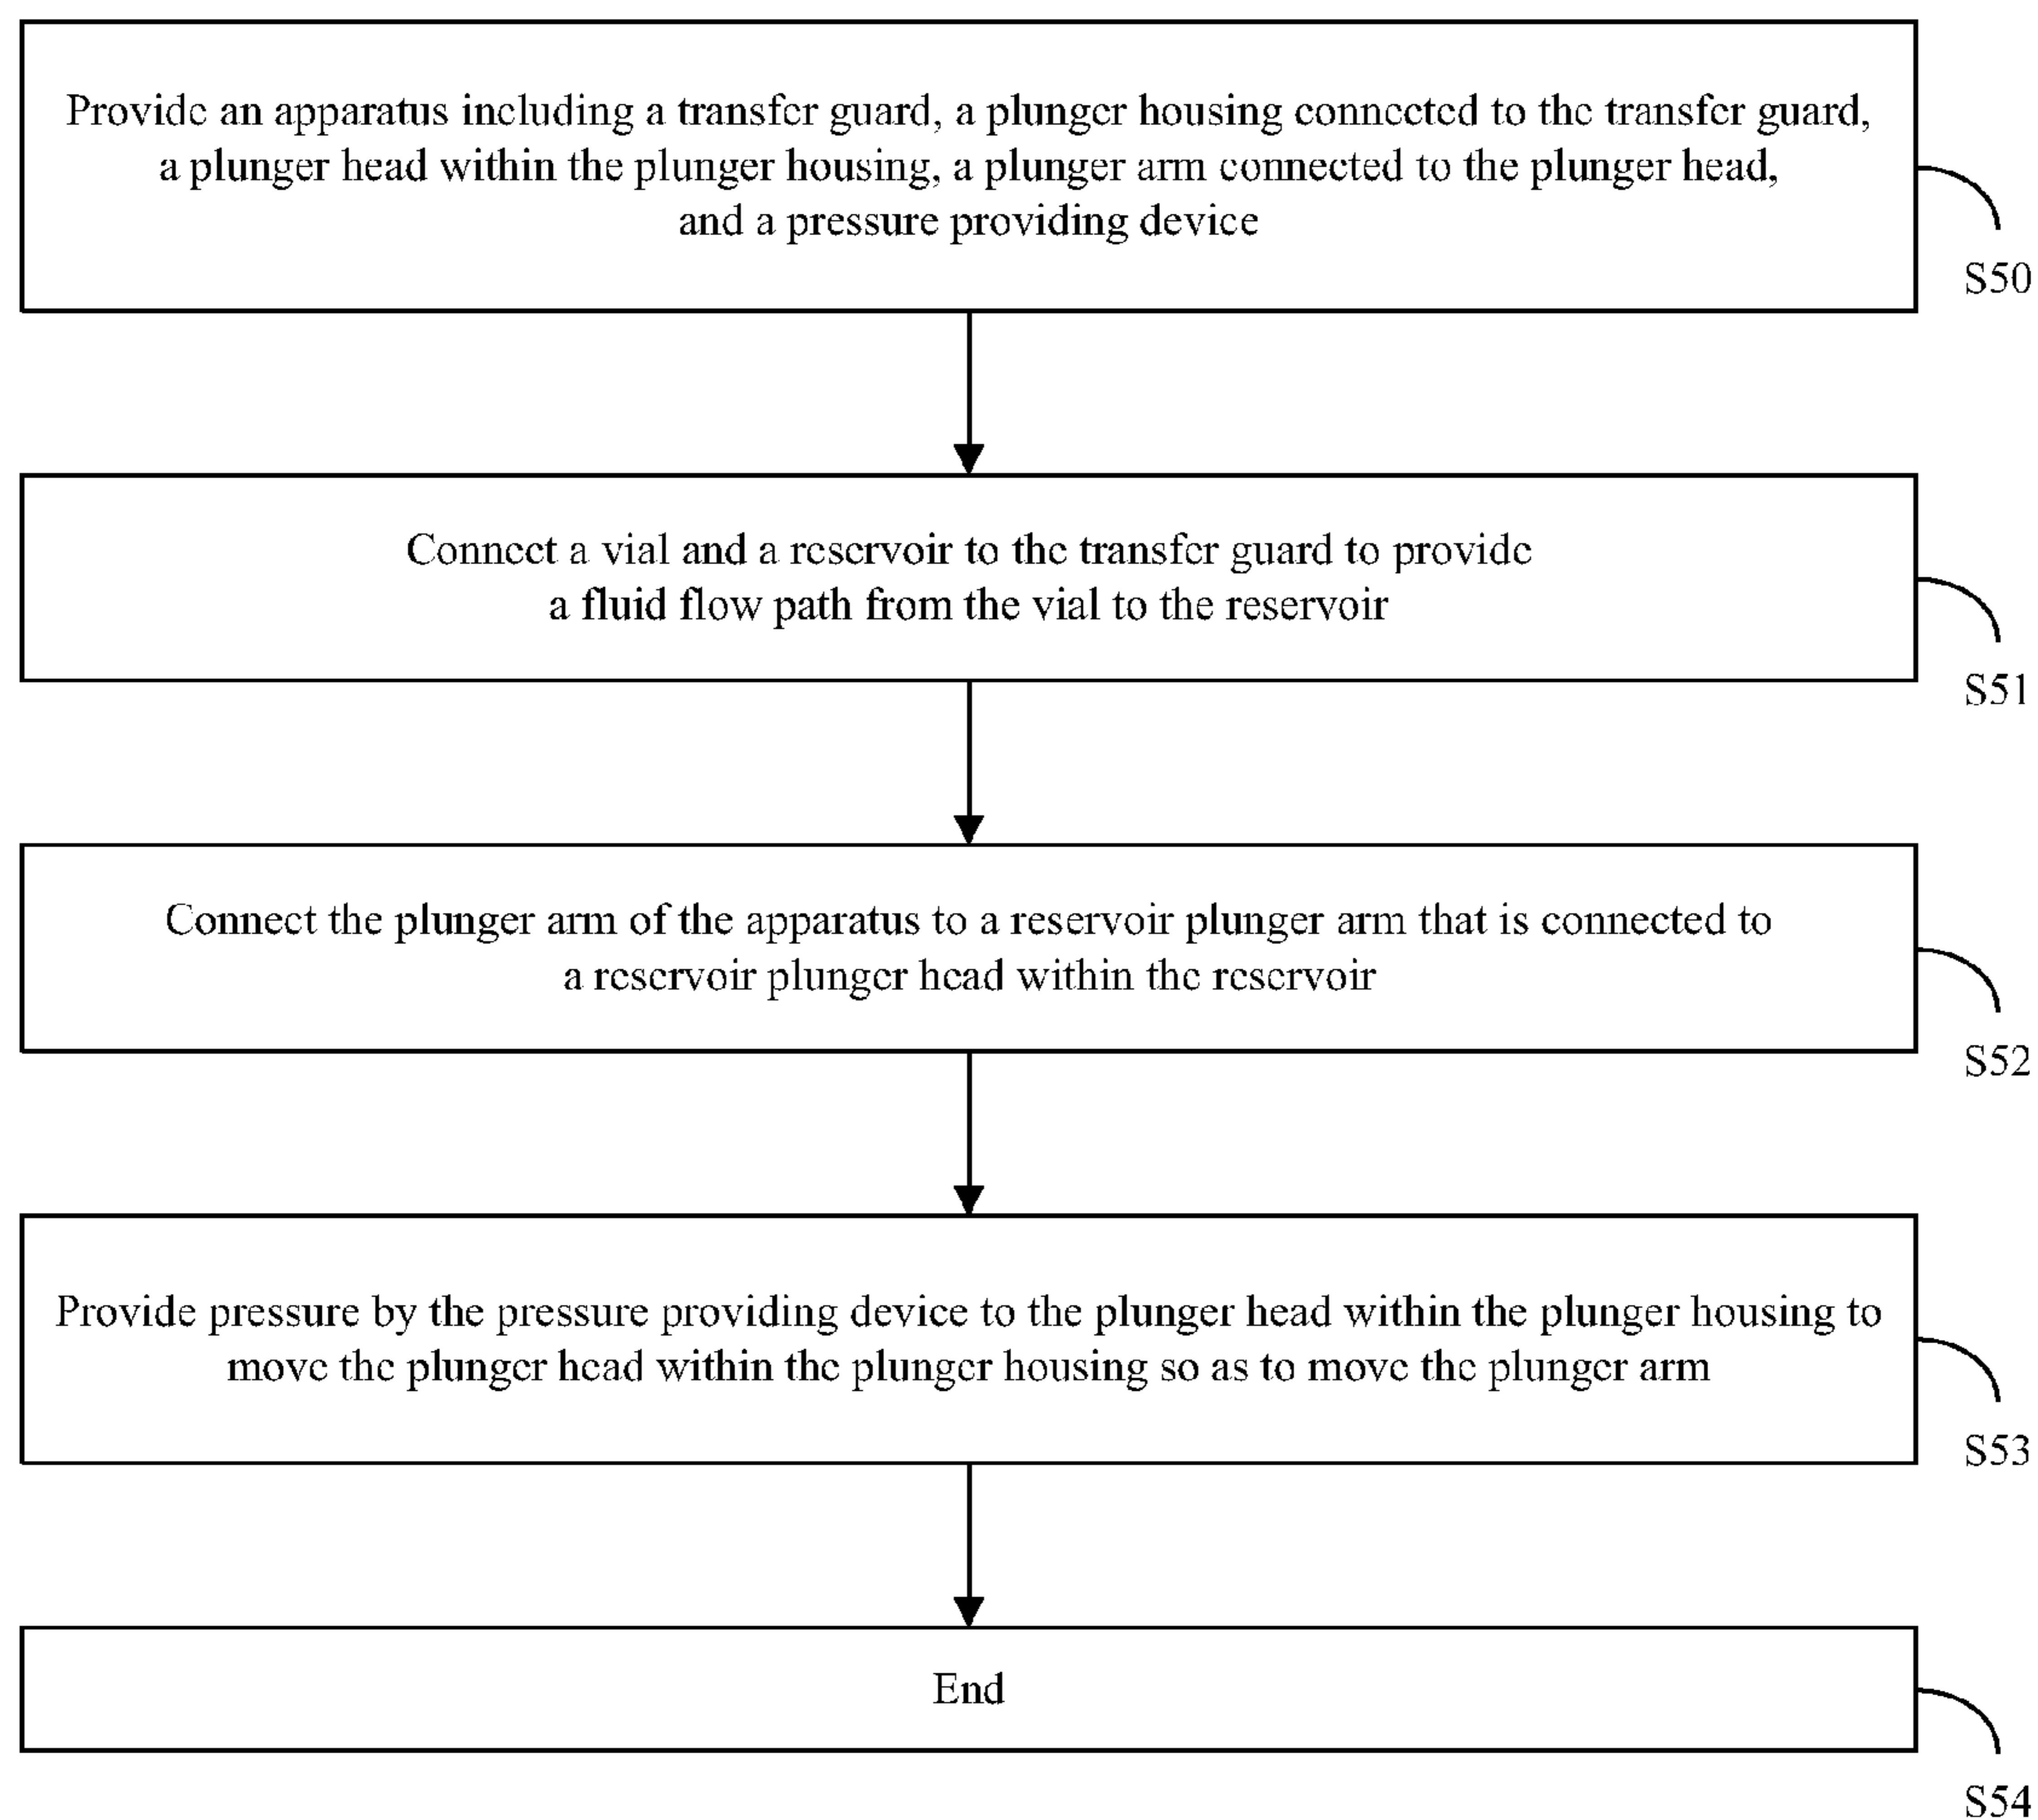 Provide an apparatus including a transfer guard, a plunger housing connected to the transfer guard,
a plunger head within the plunger housing, a plunger arm connected to the plunger head,
and a pressure providing device
S50
Connect a vial and a reservoir to the transfer guard to provide
a fluid flow path from the vial to the reservoir
S51
Connect the plunger arm of the apparatus to a reservoir plunger arm that is connected to
a reservoir plunger head within the reservoir
S52
Provide pressure by the pressure providing device to the plunger head within the plunger housing to
move the plunger head within the plunger housing so as to move the plunger arm
S53
End
S54